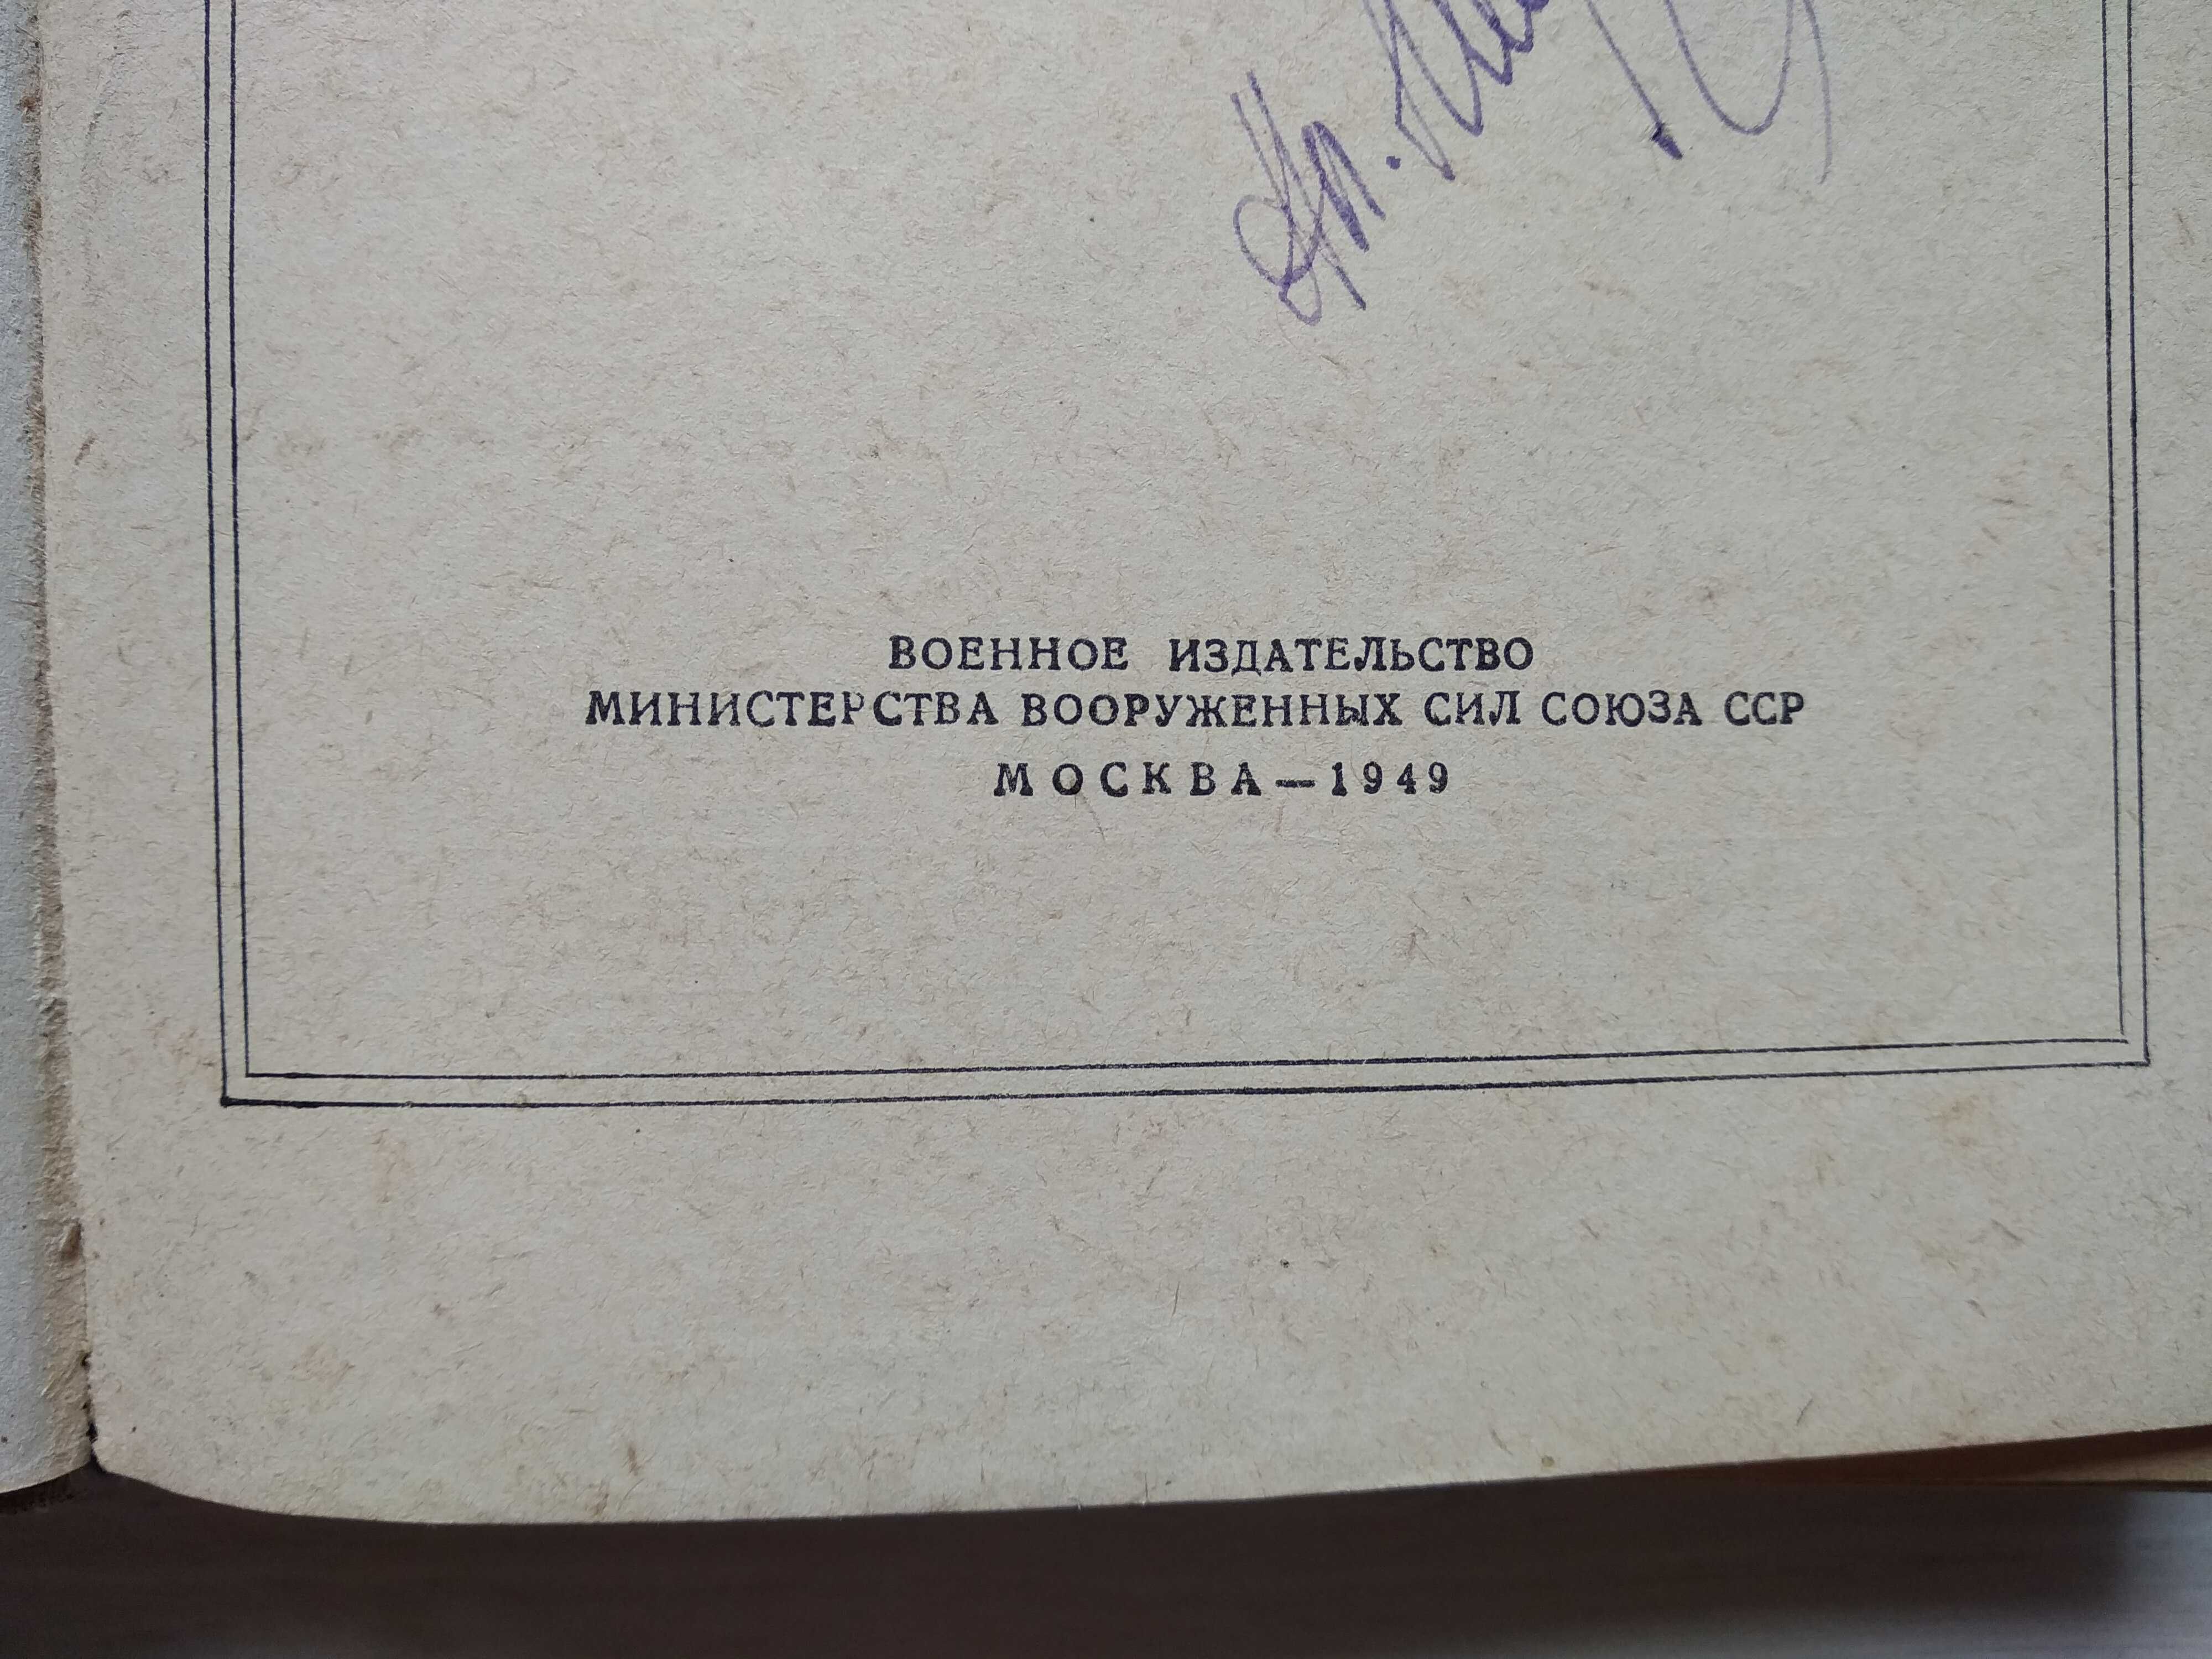 ВОЕННОЕ ИЗДАТЕЛЬСТВО
МИНИСТЕРСТВА ВООРУЖЕННЫХ СИЛ СОЮЗА ССР
МОСКВА—1949